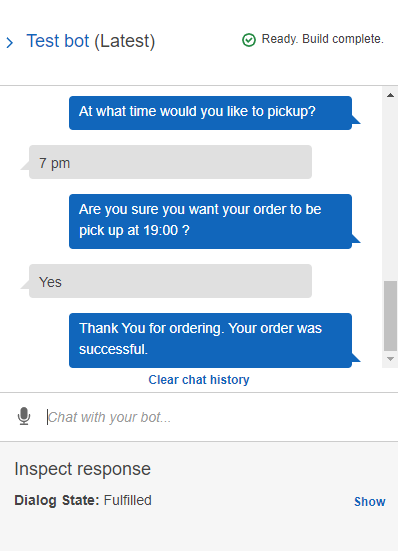 Test bot (Latest)
Ready. Build complete.
At what time would you like to pickup?
7 pm
Are you sure you want your order to be
pick up at 19:00 ?
Yes
Thank You for ordering. Your order was
successful.
Clear chat history
Chat with your bot...
Inspect response
Dialog State: Fulfilled
Show